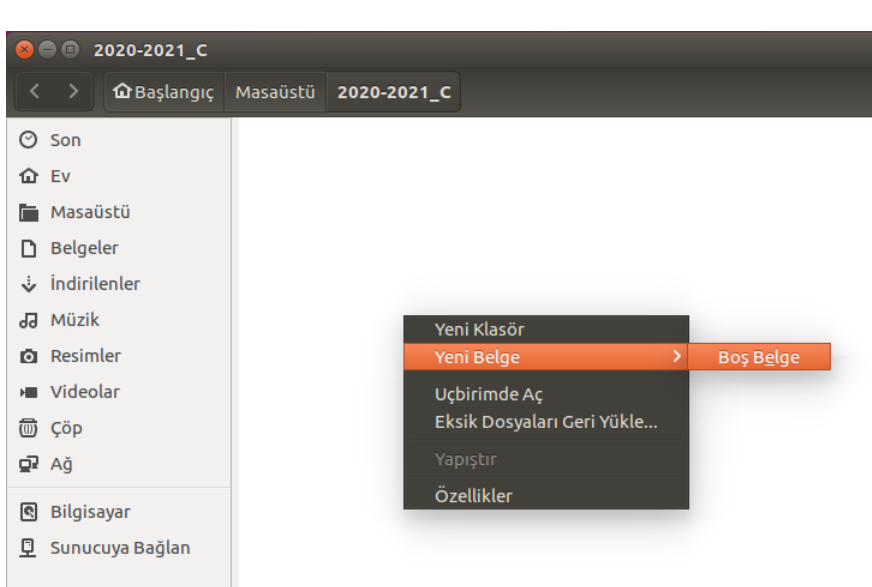 2020-2021_C
Başlangıç Masaüstü 2020-2021_C
Son
Ev
Masaüstü
Belgeler
İndirilenler
Müzik
Resimler
Videolar
Çöp
Ağ
Bilgisayar
Sunucuya Bağlan
Yeni Klasör
Yeni Belge
Boş Belge
Uçbirimde Aç
Eksik Dosyaları Geri Yükle...
Yapıştır
Özellikler